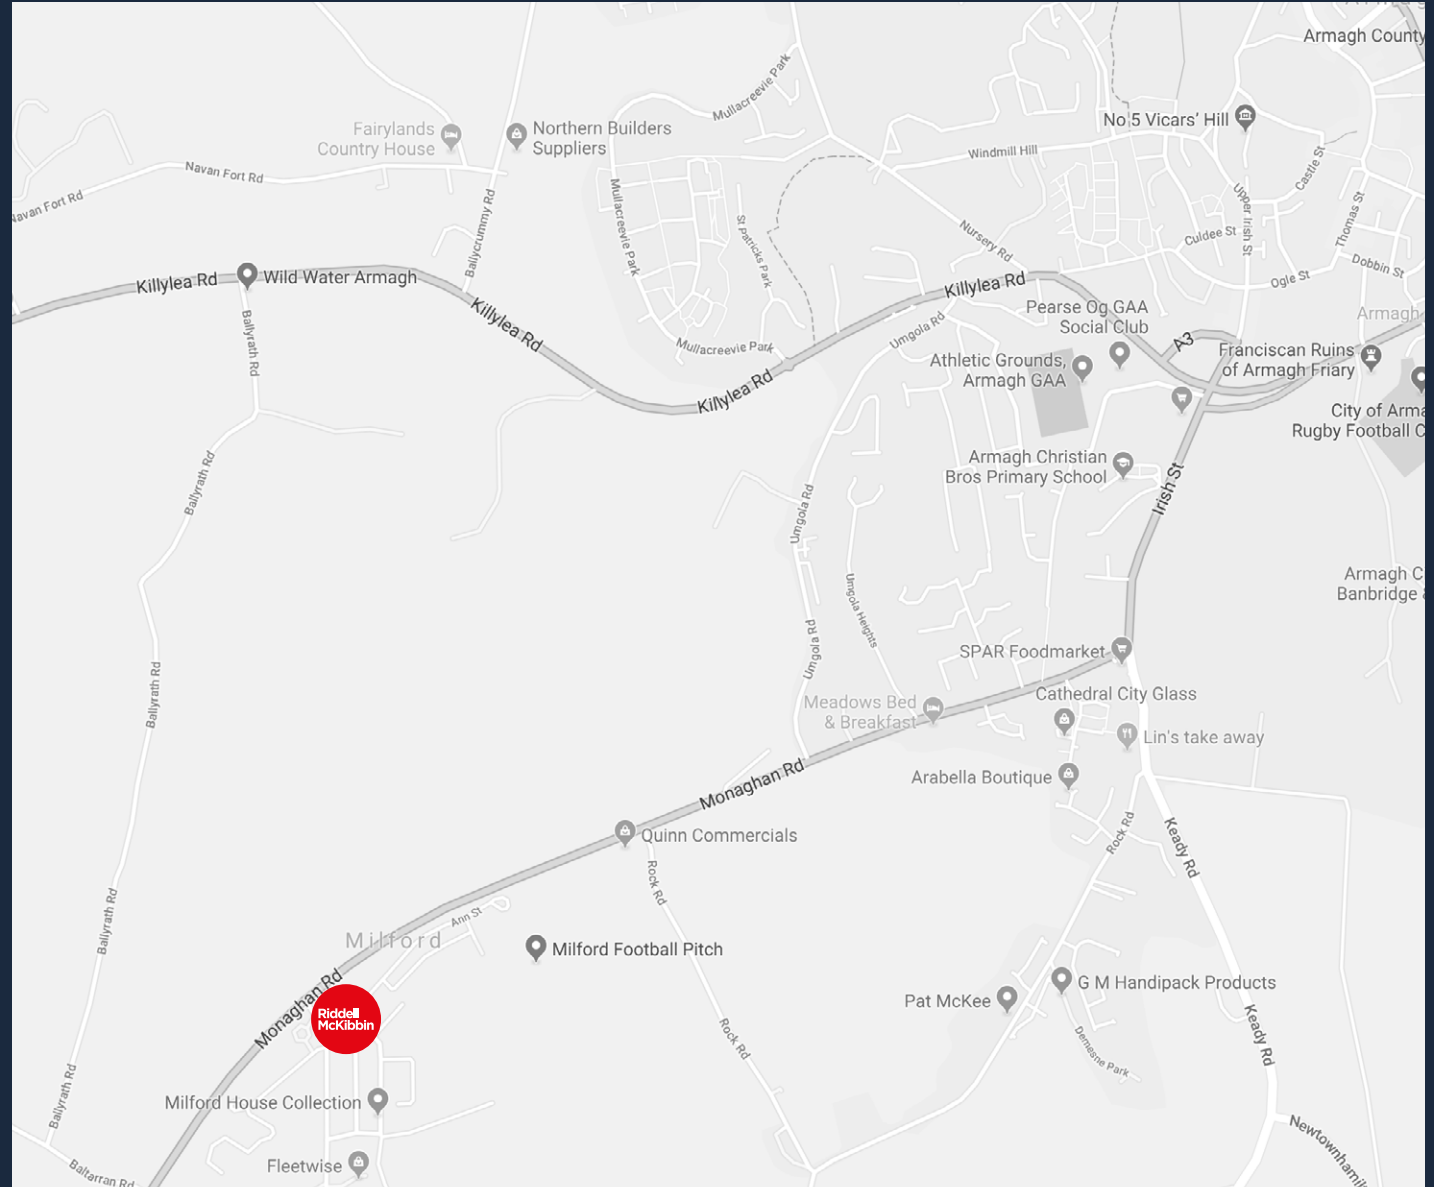 Armagh County
Mullacreevie Park
No 5 Vicars' Hill
Fairylands
Country House
Northern Builders
Suppliers
Windmill Hill
Castle St
Navan Fort Rd
Navan Fort Rd
Mullacreevie Park
Ballycrummy Rd
St Patricks Park
Upper Irish St
Thomas St
Nursery Rd
Culdee St
Dobbin St
Ogle St
Killylea Rd
Wild Water Armagh
Killylea Rd
Killylea Rd
Pearse Og GAA
Social Club
Armagh
Ballyrath Rd
Umgola Rd
Mullacreevie Park
A3
Franciscan Ruins
of Armagh Friary
Athletic Grounds,
Armagh GAA
Killylea Rd
City of Arma
Rugby Football C
Armagh Christian
Bros Primary School
Ballyrath Rd
Irish St
Umgola Rd
Armagh C
Banbridge
Umgola Heights
Umgola Rd
SPAR Foodmarket
Ballyrath Rd
Cathedral City Glass
Meadows Bed
& Breakfast
Lin's take away
Arabella Boutique
Monaghan Rd
Quinn Commercials
Rock Rd
Keady Rd
Rock Rd
Ballyrath Rd
Ann St
Milford
Milford Football Pitch
Monaghan Rd
G M Handipack Products
Pat McKee
Riddell
McKibbin
Rock Rd
Keady Rd
Demesne Park
Ballyrath Rd
Milford House Collection
Newtownhamil
Fleetwise
Baltarran Rd